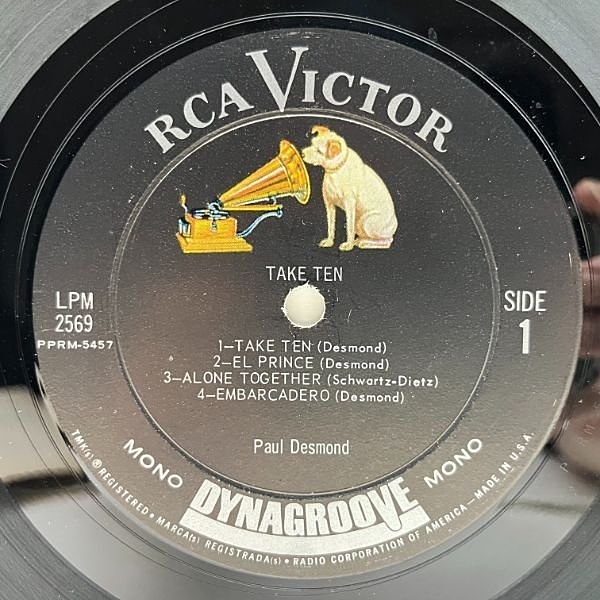 RCA VICTOR
TAKE TEN
LPM
2569
PPRM-5457
SIDE
1
1—TAKE TEN (Desmond)
2—EL PRINCE (Desmond)
3—ALONE TOGETHER (Schwartz-Dietz)
4—EMBARCADERO (Desmond)
Paul Desmond
MONO DYNAGROOVE MONO
TMK(s) ® REGISTERED • MARCA(s) REGISTRADA(s) • RADIO CORPORATION OF AMERICA—MADE IN U.S.A.